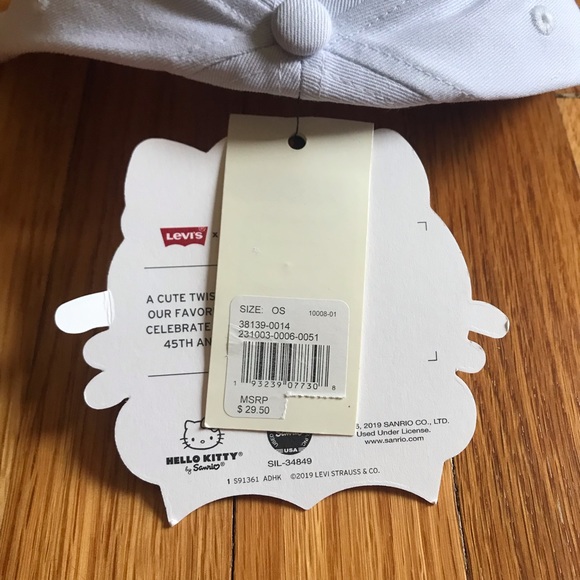 Levi's x
A CUTE TWIS
OUR FAVOR
CELEBRATE
45TH AN
SIZE: OS 10008-01
38139-0014
231003-0006-0051
1 93239 07730 8
MSRP
$ 29.50
HELLO KITTY®
by Sanrio®
USA
SIL-34849
, 2019 SANRIO CO., LTD.
Used Under License.
www.sanrio.com
1 S91361 ADHK ©2019 LEVI STRAUSS & CO.